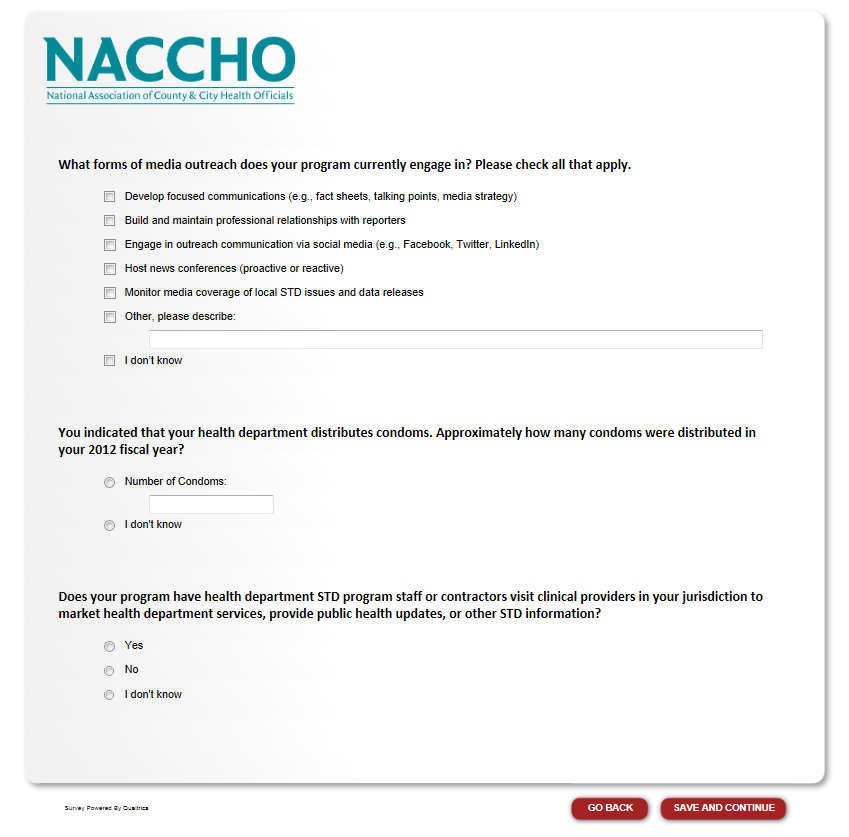 NACCHO
National Association of County & City Health Officials
What forms of media outreach does your program currently engage in? Please check all that apply.
Develop focused communications (e.g., fact sheets, talking points, media strategy)
Build and maintain professional relationships with reporters
Engage in outreach communication via social media (e.g., Facebook, Twitter, LinkedIn)
Host news conferences (proactive or reactive)
Monitor media coverage of local STD issues and data releases
Other, please describe:
I don't know
You indicated that your health department distributes condoms. Approximately how many condoms were distributed in
your 2012 fiscal year?
Number of Condoms:
I don't know
Does your program have health department STD program staff or contractors visit clinical providers in your jurisdiction to
market health department services, provide public health updates, or other STD information?
Yes
No
I don't know
Survey Powered By Qualtrics
GO BACK
SAVE AND CONTINUE